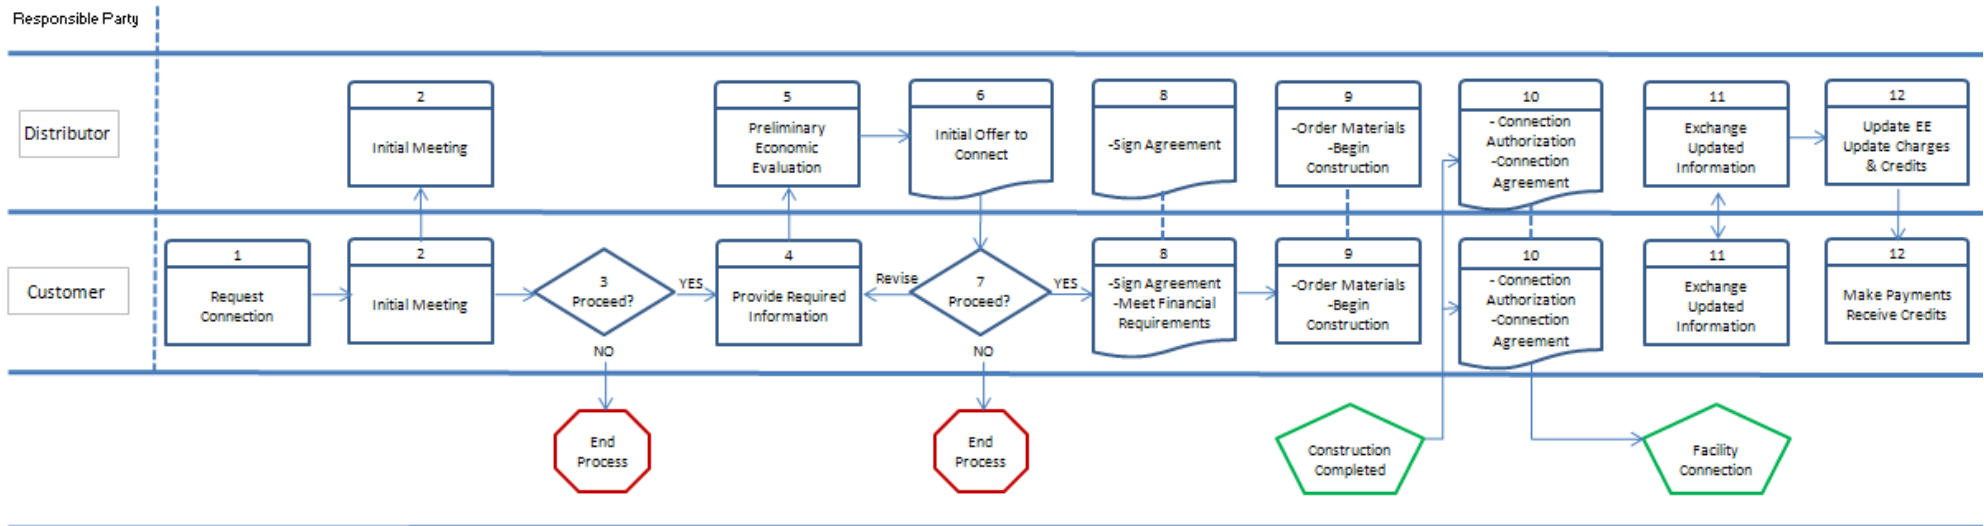 Responsible Party
Distributor
2
Initial Meeting
5
Preliminary
Economic
Evaluation
6
Initial Offer to
Connect
8
-Sign Agreement
9
-Order Materials
-Begin
Construction
10
- Connection
Authorization
-Connection
Agreement
11
Exchange
Updated
Information
12
Update EE
Update Charges
& Credits
Customer
1
Request
Connection
2
Initial Meeting
3
Proceed?
YES
NO
4
Provide Required
Information
Revise
7
Proceed?
YES
NO
8
-Sign Agreement
-Meet Financial
Requirements
9
-Order Materials
-Begin
Construction
10
- Connection
Authorization
-Connection
Agreement
11
Exchange
Updated
Information
12
Make Payments
Receive Credits
End
Process
End
Process
Construction
Completed
Facility
Connection